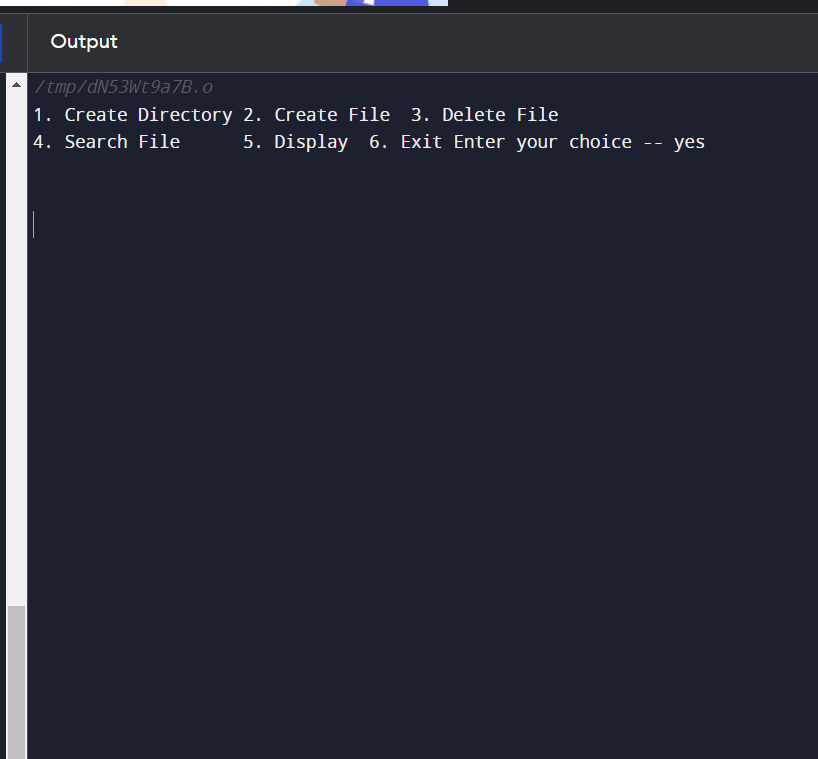 Output
/tmp/dN53Wt9a7B.o
1. Create Directory 2. Create File  3. Delete File
4. Search File      5. Display  6. Exit Enter your choice -- yes